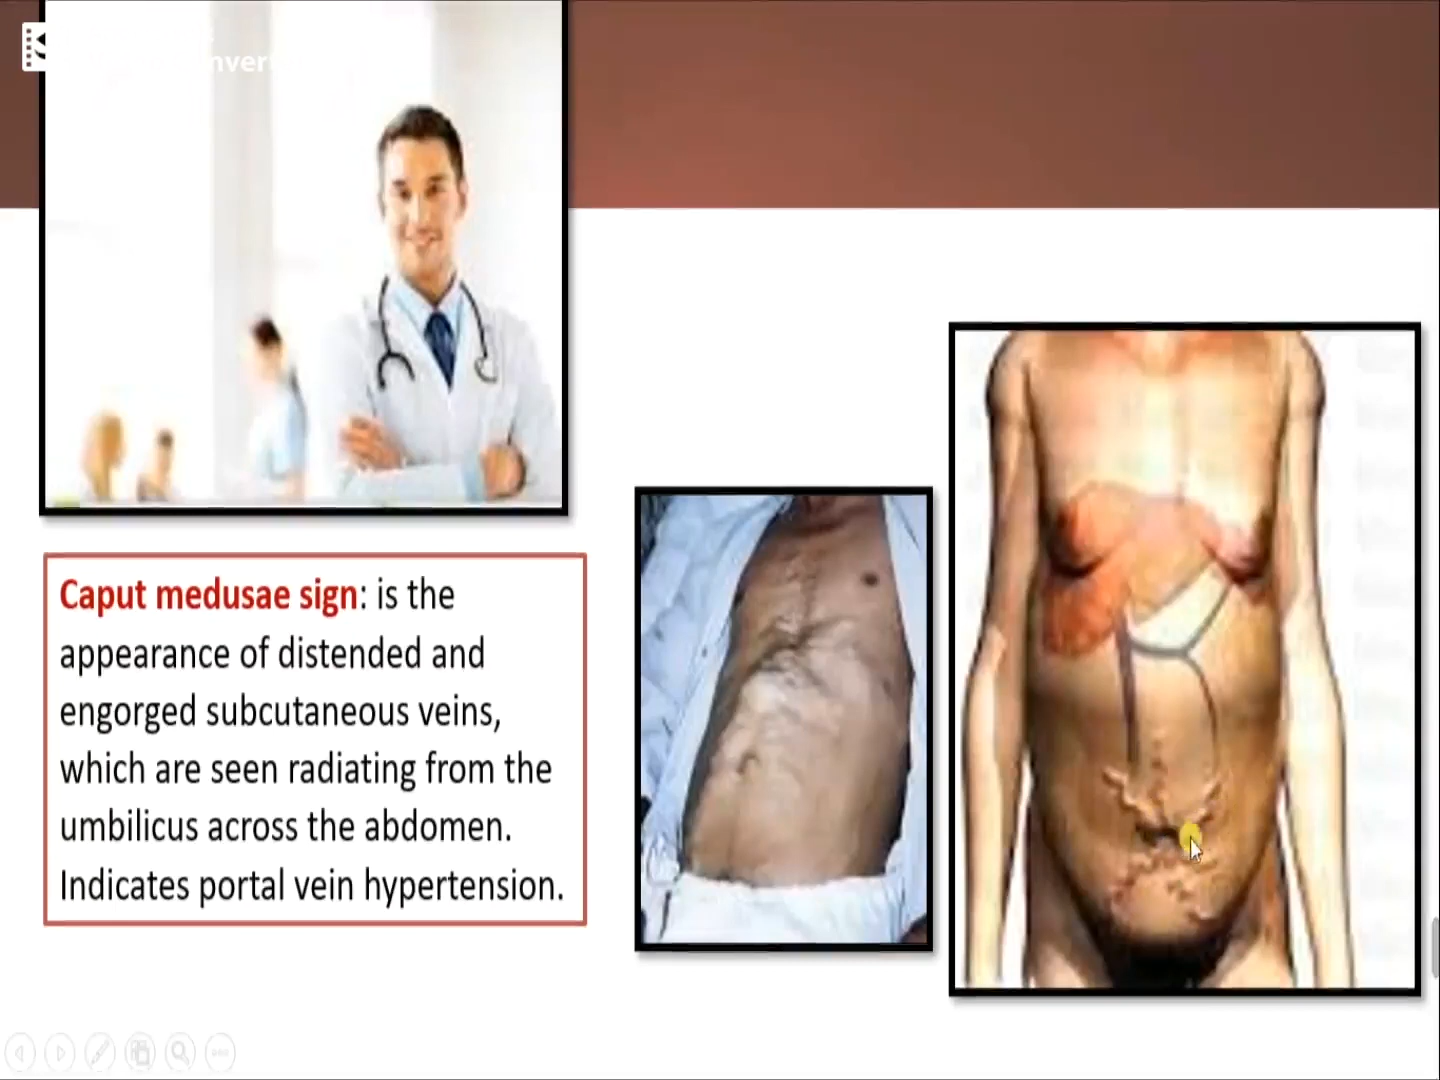 Caput medusae sign: is the
appearance of distended and
engorged subcutaneous veins,
which are seen radiating from the
umbilicus across the abdomen.
Indicates portal vein hypertension.